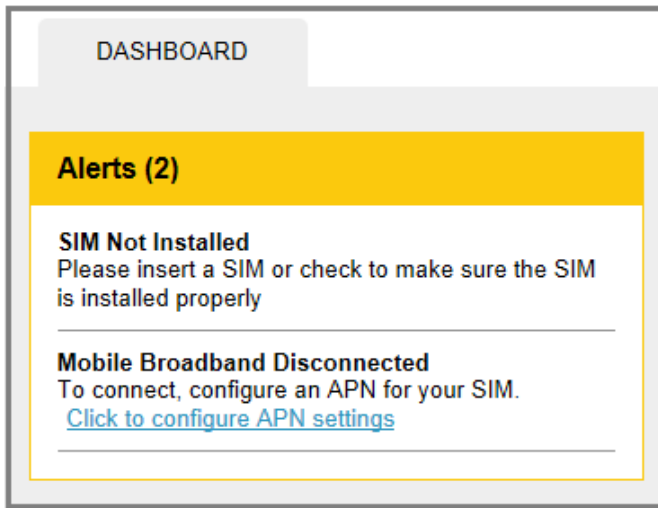 DASHBOARD
Alerts (2)
SIM Not Installed
Please insert a SIM or check to make sure the SIM
is installed properly
Mobile Broadband Disconnected
To connect, configure an APN for your SIM.
Click to configure APN settings